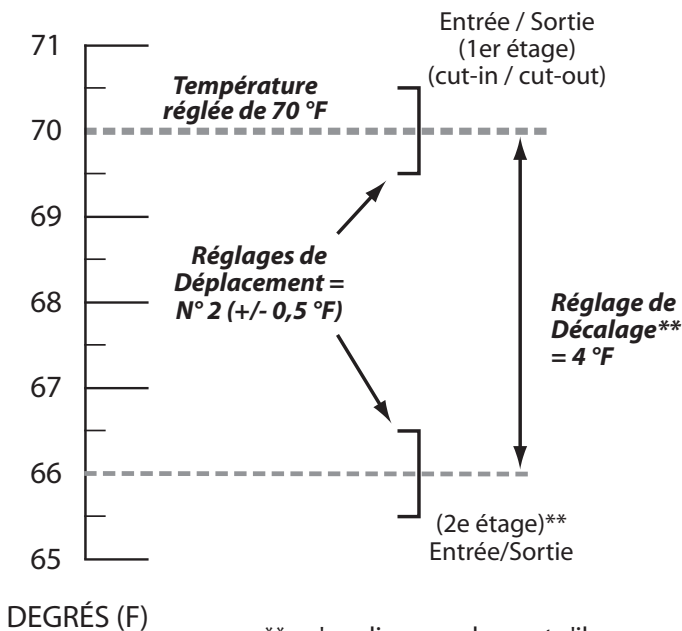 Entrée / Sortie
(1er étage)
(cut-in / cut-out)
71
Température
réglée de 70 °F
70
69
Réglages de
Déplacement =
N° 2 (+/- 0,5 °F)
68
Réglage de
Décalage**
= 4 °F
67
66
(2e étage)**
Entrée/Sortie
65
DEGRÉS (F)